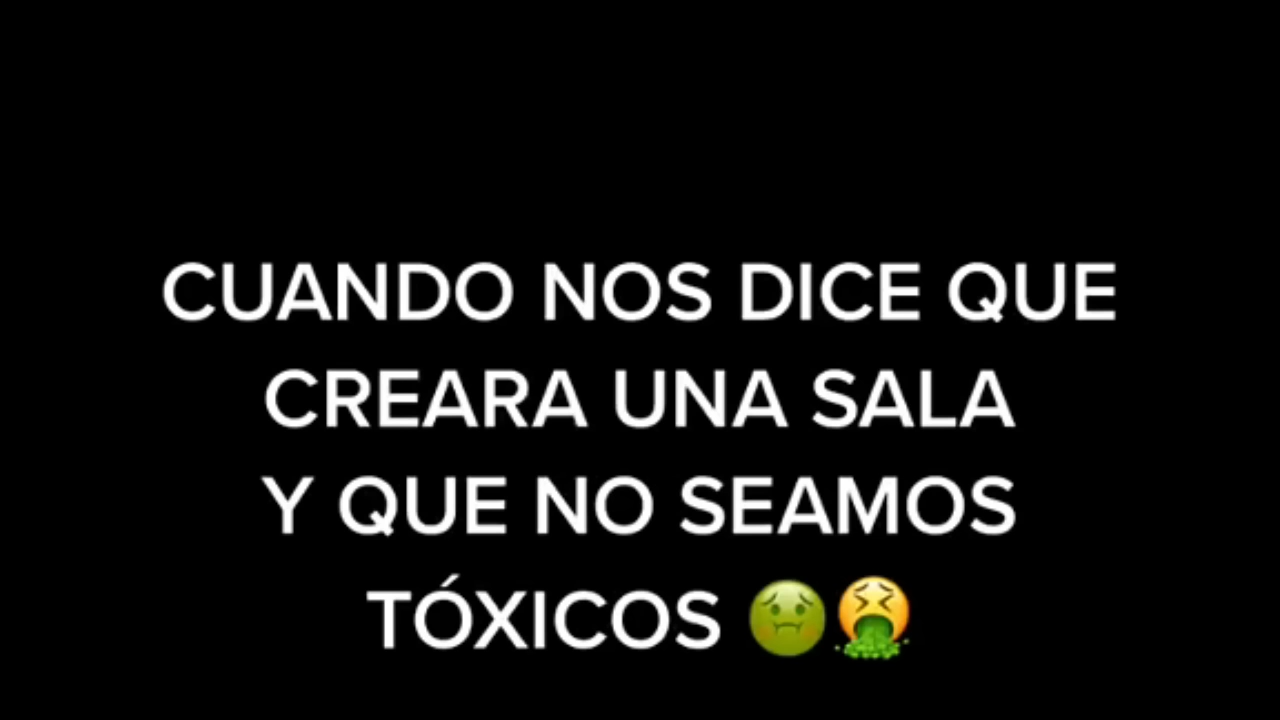 CUANDO NOS DICE QUE
CREARA UNA SALA
Y QUE NO SEAMOS
TÓXICOS 🤢🤮